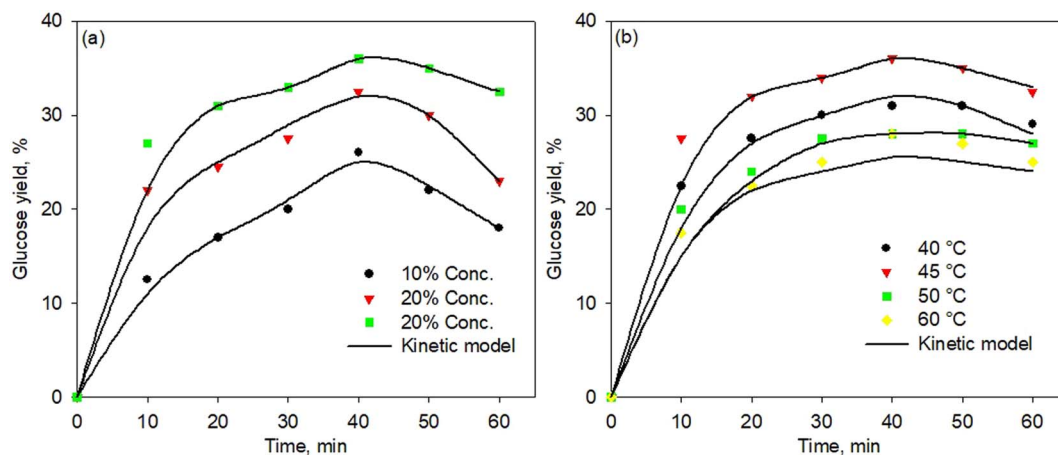 (a)
Glucose yield, %
40
30
20
10
0
10% Conc.
20% Conc.
20% Conc.
Kinetic model
0 10 20 30 40 50 60
Time, min
(b)
Glucose yield, %
40
30
20
10
0
40 °C
45 °C
50 °C
60 °C
Kinetic model
0 10 20 30 40 50 60
Time, min